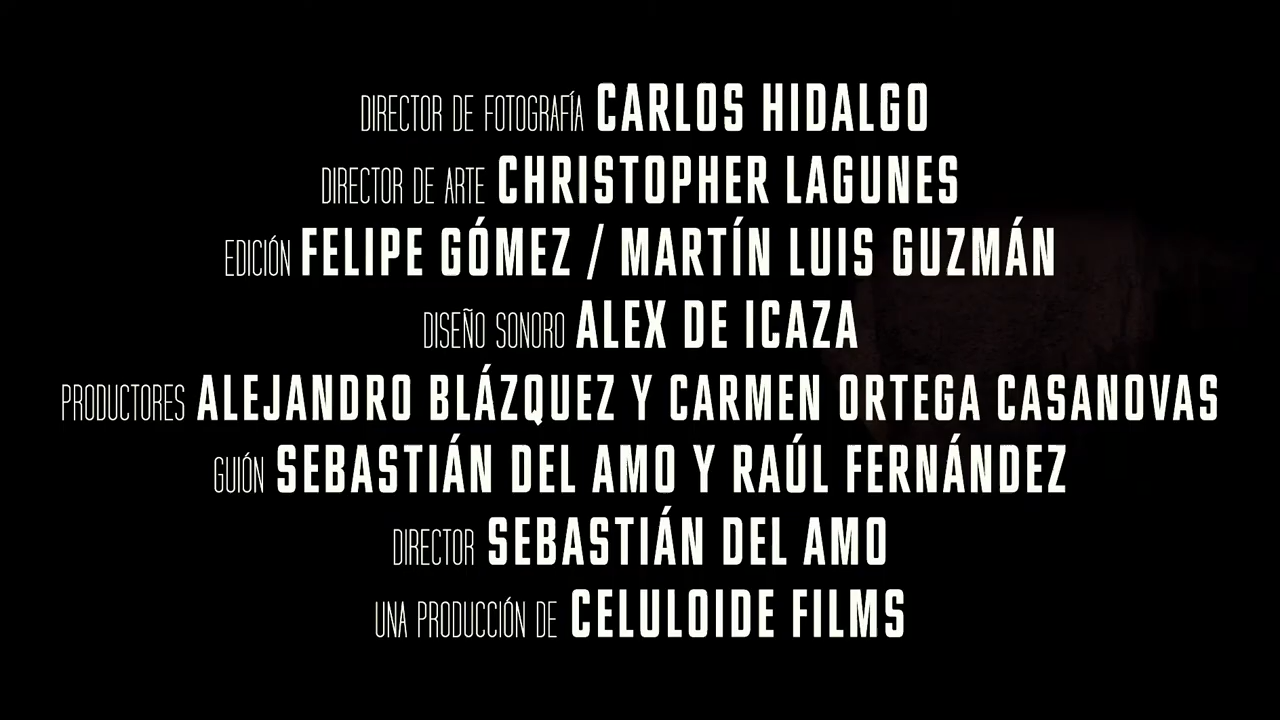 DIRECTOR DE FOTOGRAFÍA CARLOS HIDALGO
DIRECTOR DE ARTE CHRISTOPHER LAGUNES
EDICIÓN FELIPE GÓMEZ / MARTÍN LUIS GUZMÁN
DISEÑO SONORO ALEX DE ICAZA
PRODUCTORES ALEJANDRO BLÁZQUEZ Y CARMEN ORTEGA CASANOVAS
GUIÓN SEBASTIÁN DEL AMO Y RAÚL FERNÁNDEZ
DIRECTOR SEBASTIÁN DEL AMO
UNA PRODUCCIÓN DE CELULOIDE FILMS